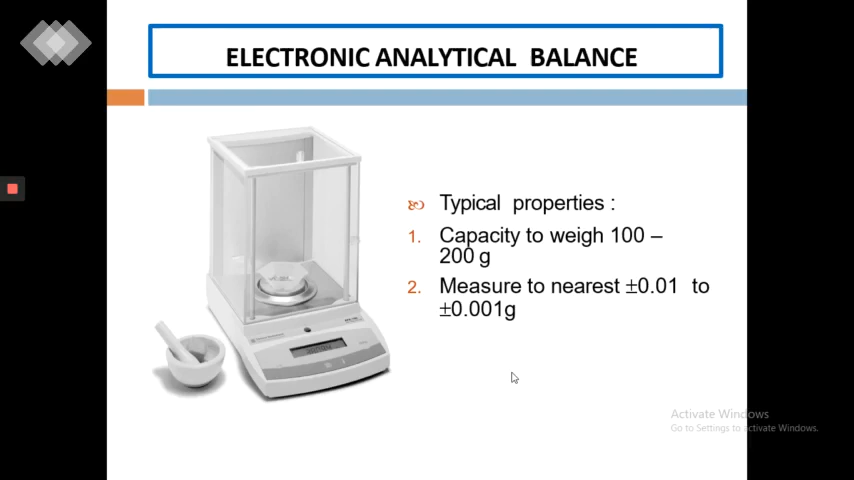 ELECTRONIC ANALYTICAL BALANCE
Typical properties :
1. Capacity to weigh 100 –
200 g
2. Measure to nearest ±0.01 to
±0.001g
Activate Windows
Go to Settings to activate Windows.